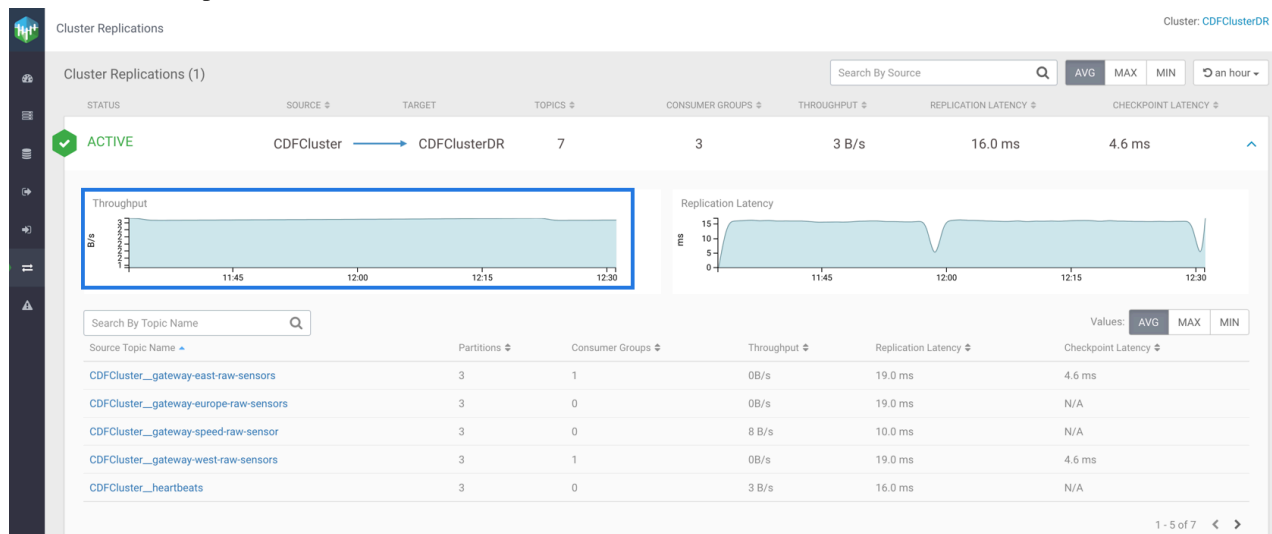 Cluster Replications
Cluster: CDFClusterDR
Cluster Replications (1)
Search By Source
AVG MAX MIN
an hour
STATUS SOURCE TARGET TOPICS CONSUMER GROUPS THROUGHPUT REPLICATION LATENCY CHECKPOINT LATENCY
ACTIVE CDFCluster CDFClusterDR 7 3 3 B/s 16.0 ms 4.6 ms
Throughput
B/s
3
2
2
2
2
1
11:45 12:00 12:15 12:30
Replication Latency
ms
15
10
5
0
11:45 12:00 12:15 12:30
Search By Topic Name
Values: AVG MAX MIN
Source Topic Name Partitions Consumer Groups Throughput Replication Latency Checkpoint Latency
CDFCluster__gateway-east-raw-sensors 3 1 0B/s 19.0 ms 4.6 ms
CDFCluster__gateway-europe-raw-sensors 3 0 0B/s 19.0 ms N/A
CDFCluster__gateway-speed-raw-sensor 3 0 8 B/s 10.0 ms N/A
CDFCluster__gateway-west-raw-sensors 3 1 0B/s 19.0 ms 4.6 ms
CDFCluster__heartbeats 3 0 3 B/s 16.0 ms N/A
1 - 5 of 7